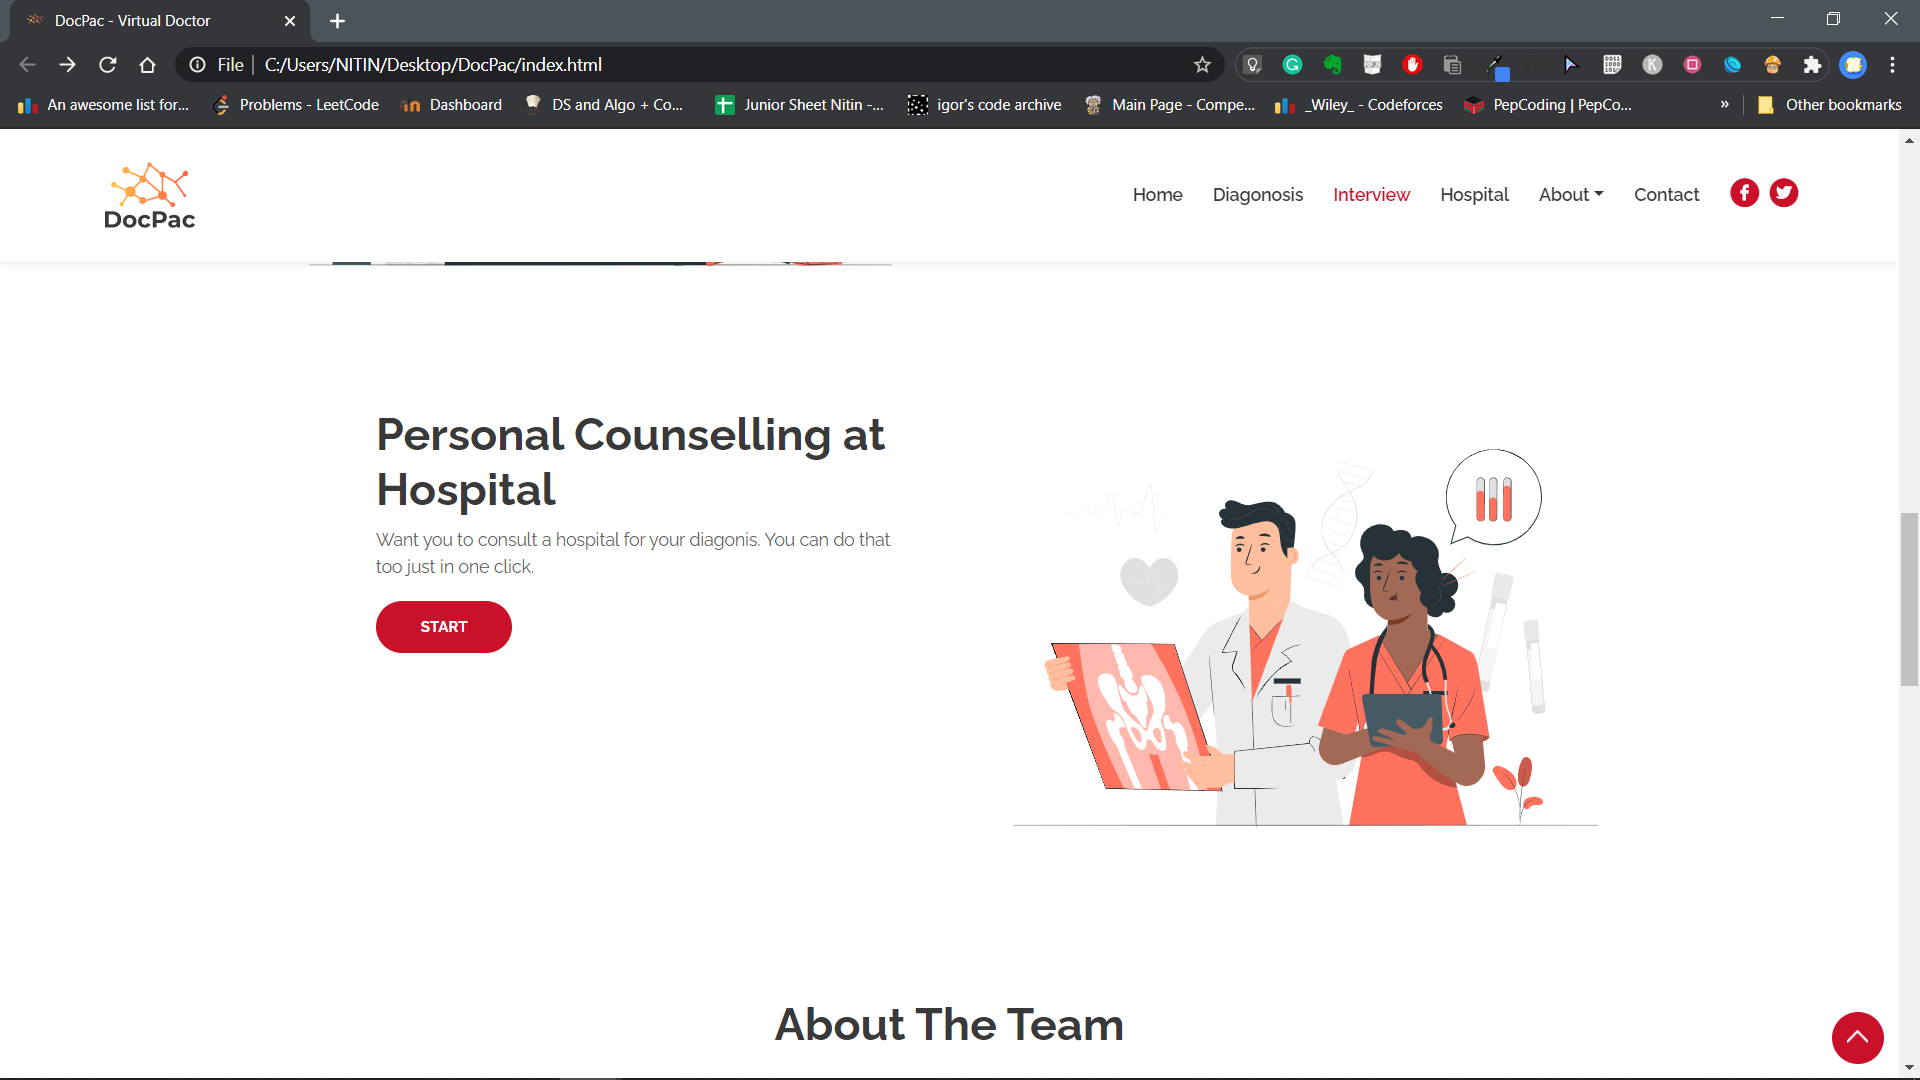 DocPac - Virtual Doctor
File | C:/Users/NITIN/Desktop/DocPac/index.html
An awesome list for... Problems - LeetCode Dashboard DS and Algo + Co... Junior Sheet Nitin -... igor's code archive Main Page - Compe... _Wiley_ - Codeforces PepCoding | PepCo... » Other bookmarks
DocPac
Home Diagonosis Interview Hospital About Contact
Personal Counselling at
Hospital
Want you to consult a hospital for your diagonis. You can do that
too just in one click.
START
About The Team